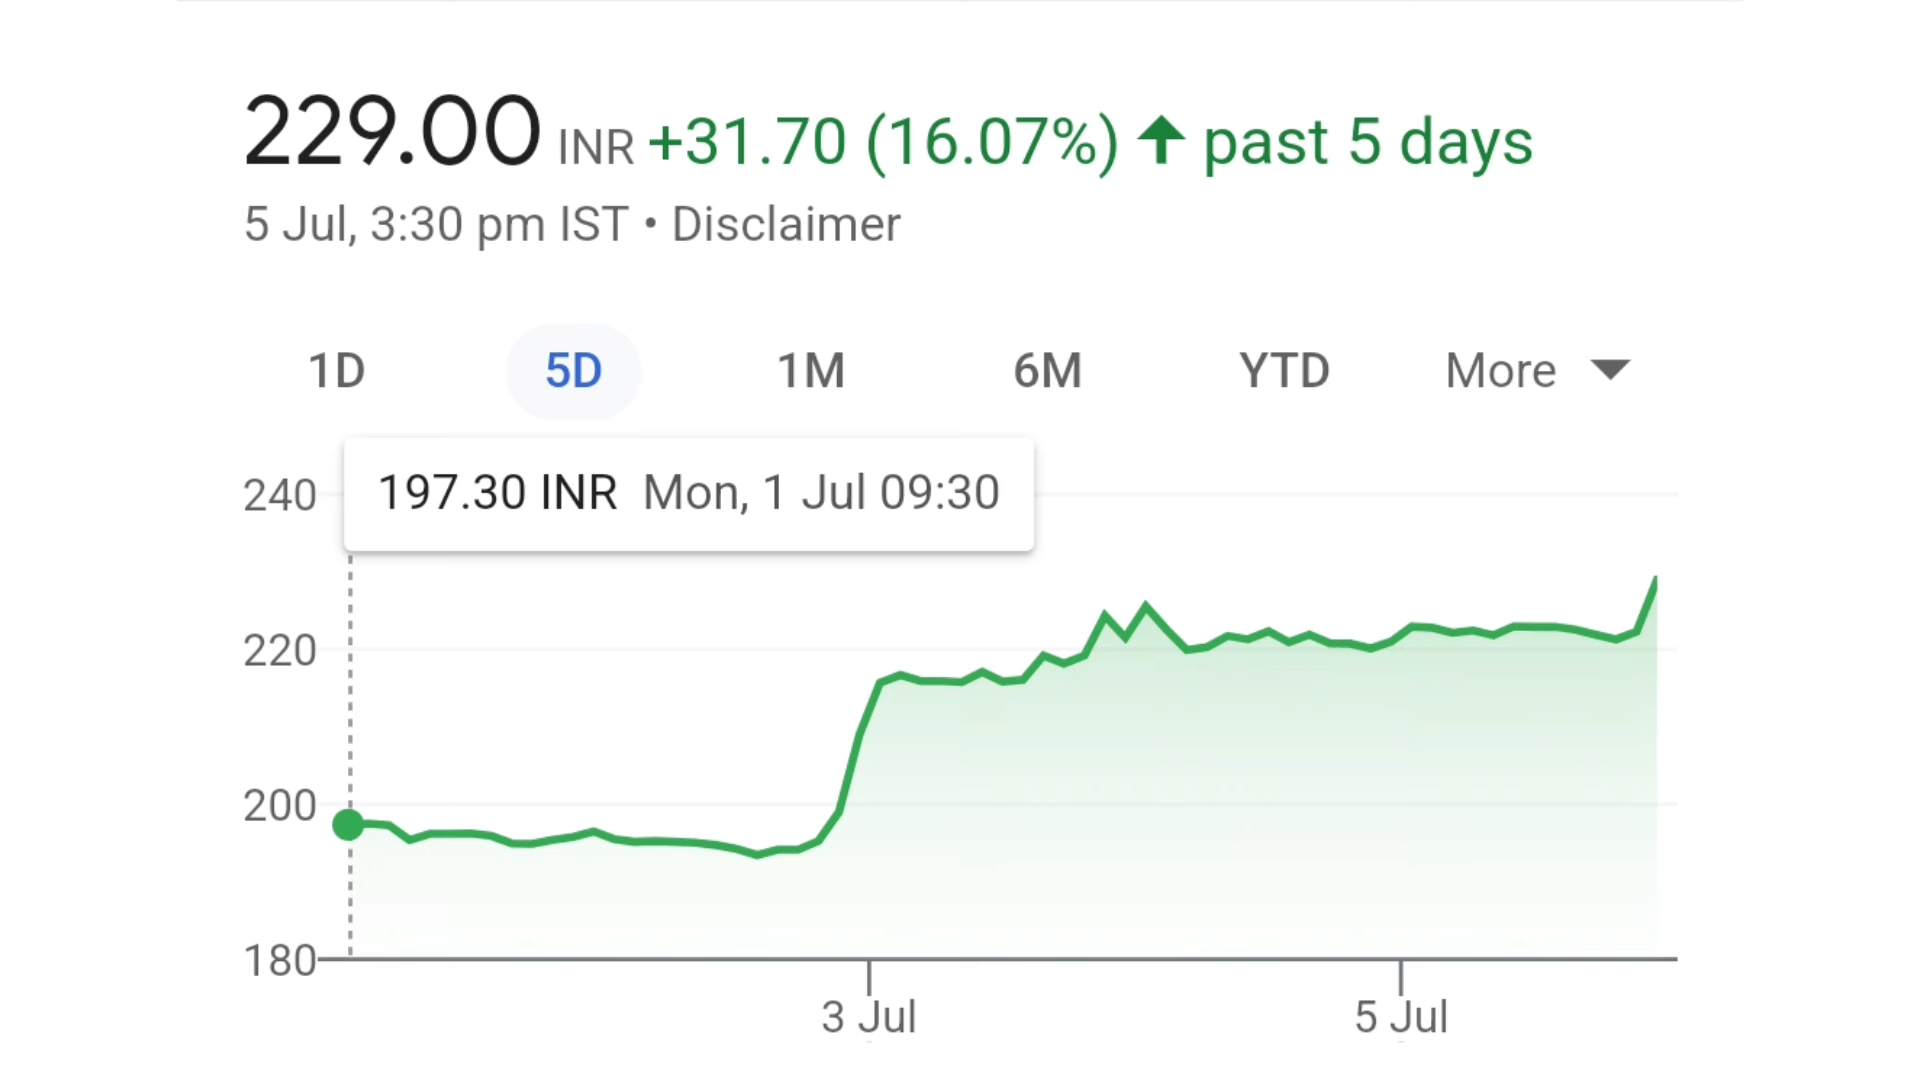 229.00 INR +31.70 (16.07%) ↑ past 5 days
5 Jul, 3:30 pm IST • Disclaimer
1D 5D 1M 6M YTD More
197.30 INR Mon, 1 Jul 09:30
240
220
200
180
3 Jul 5 Jul